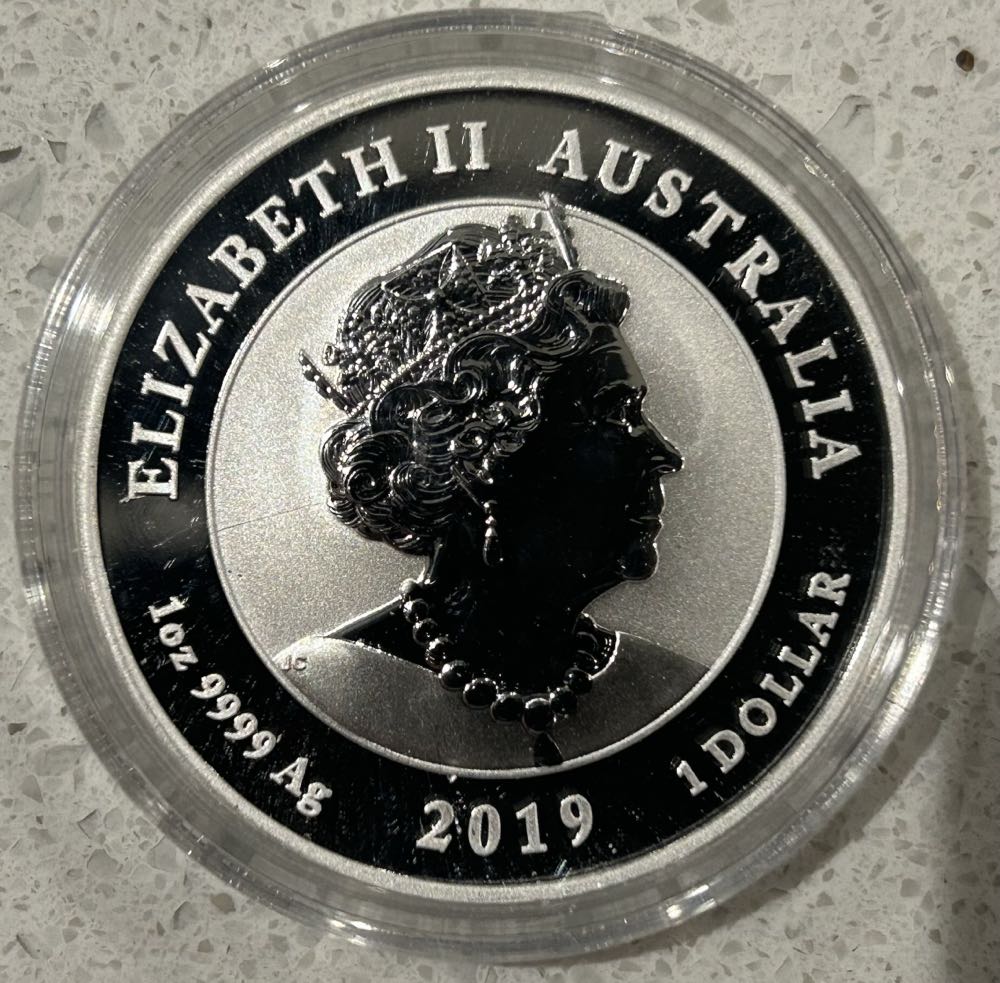 ELIZABETH II AUSTRALIA
JC
1oz 9999 Ag
2019
1 DOLLAR